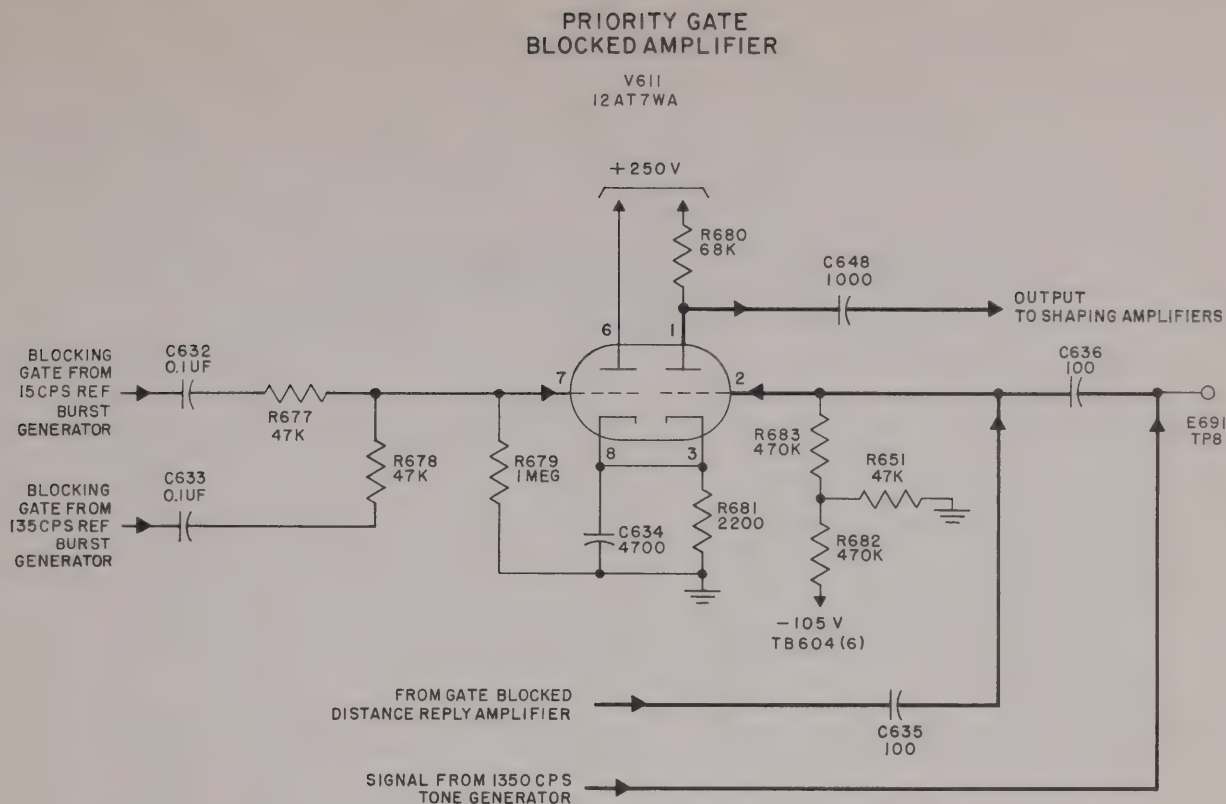 PRIORITY GATE
BLOCKED AMPLIFIER
V611
12AT7WA
+250V
R680
68K
C648
1000
OUTPUT
TO SHAPING AMPLIFIERS
6
1
BLOCKING
GATE FROM
15CPS REF
BURST
GENERATOR
C632
0.1UF
R677
47K
7
2
C636
100
E691
TP8
R678
47K
R679
1MEG
8
3
R683
470K
R651
47K
BLOCKING
GATE FROM
135CPS REF
BURST
GENERATOR
C633
0.1UF
C634
4700
R681
2200
R682
470K
-105V
TB604(6)
FROM GATE BLOCKED
DISTANCE REPLY AMPLIFIER
C635
100
SIGNAL FROM 1350CPS
TONE GENERATOR